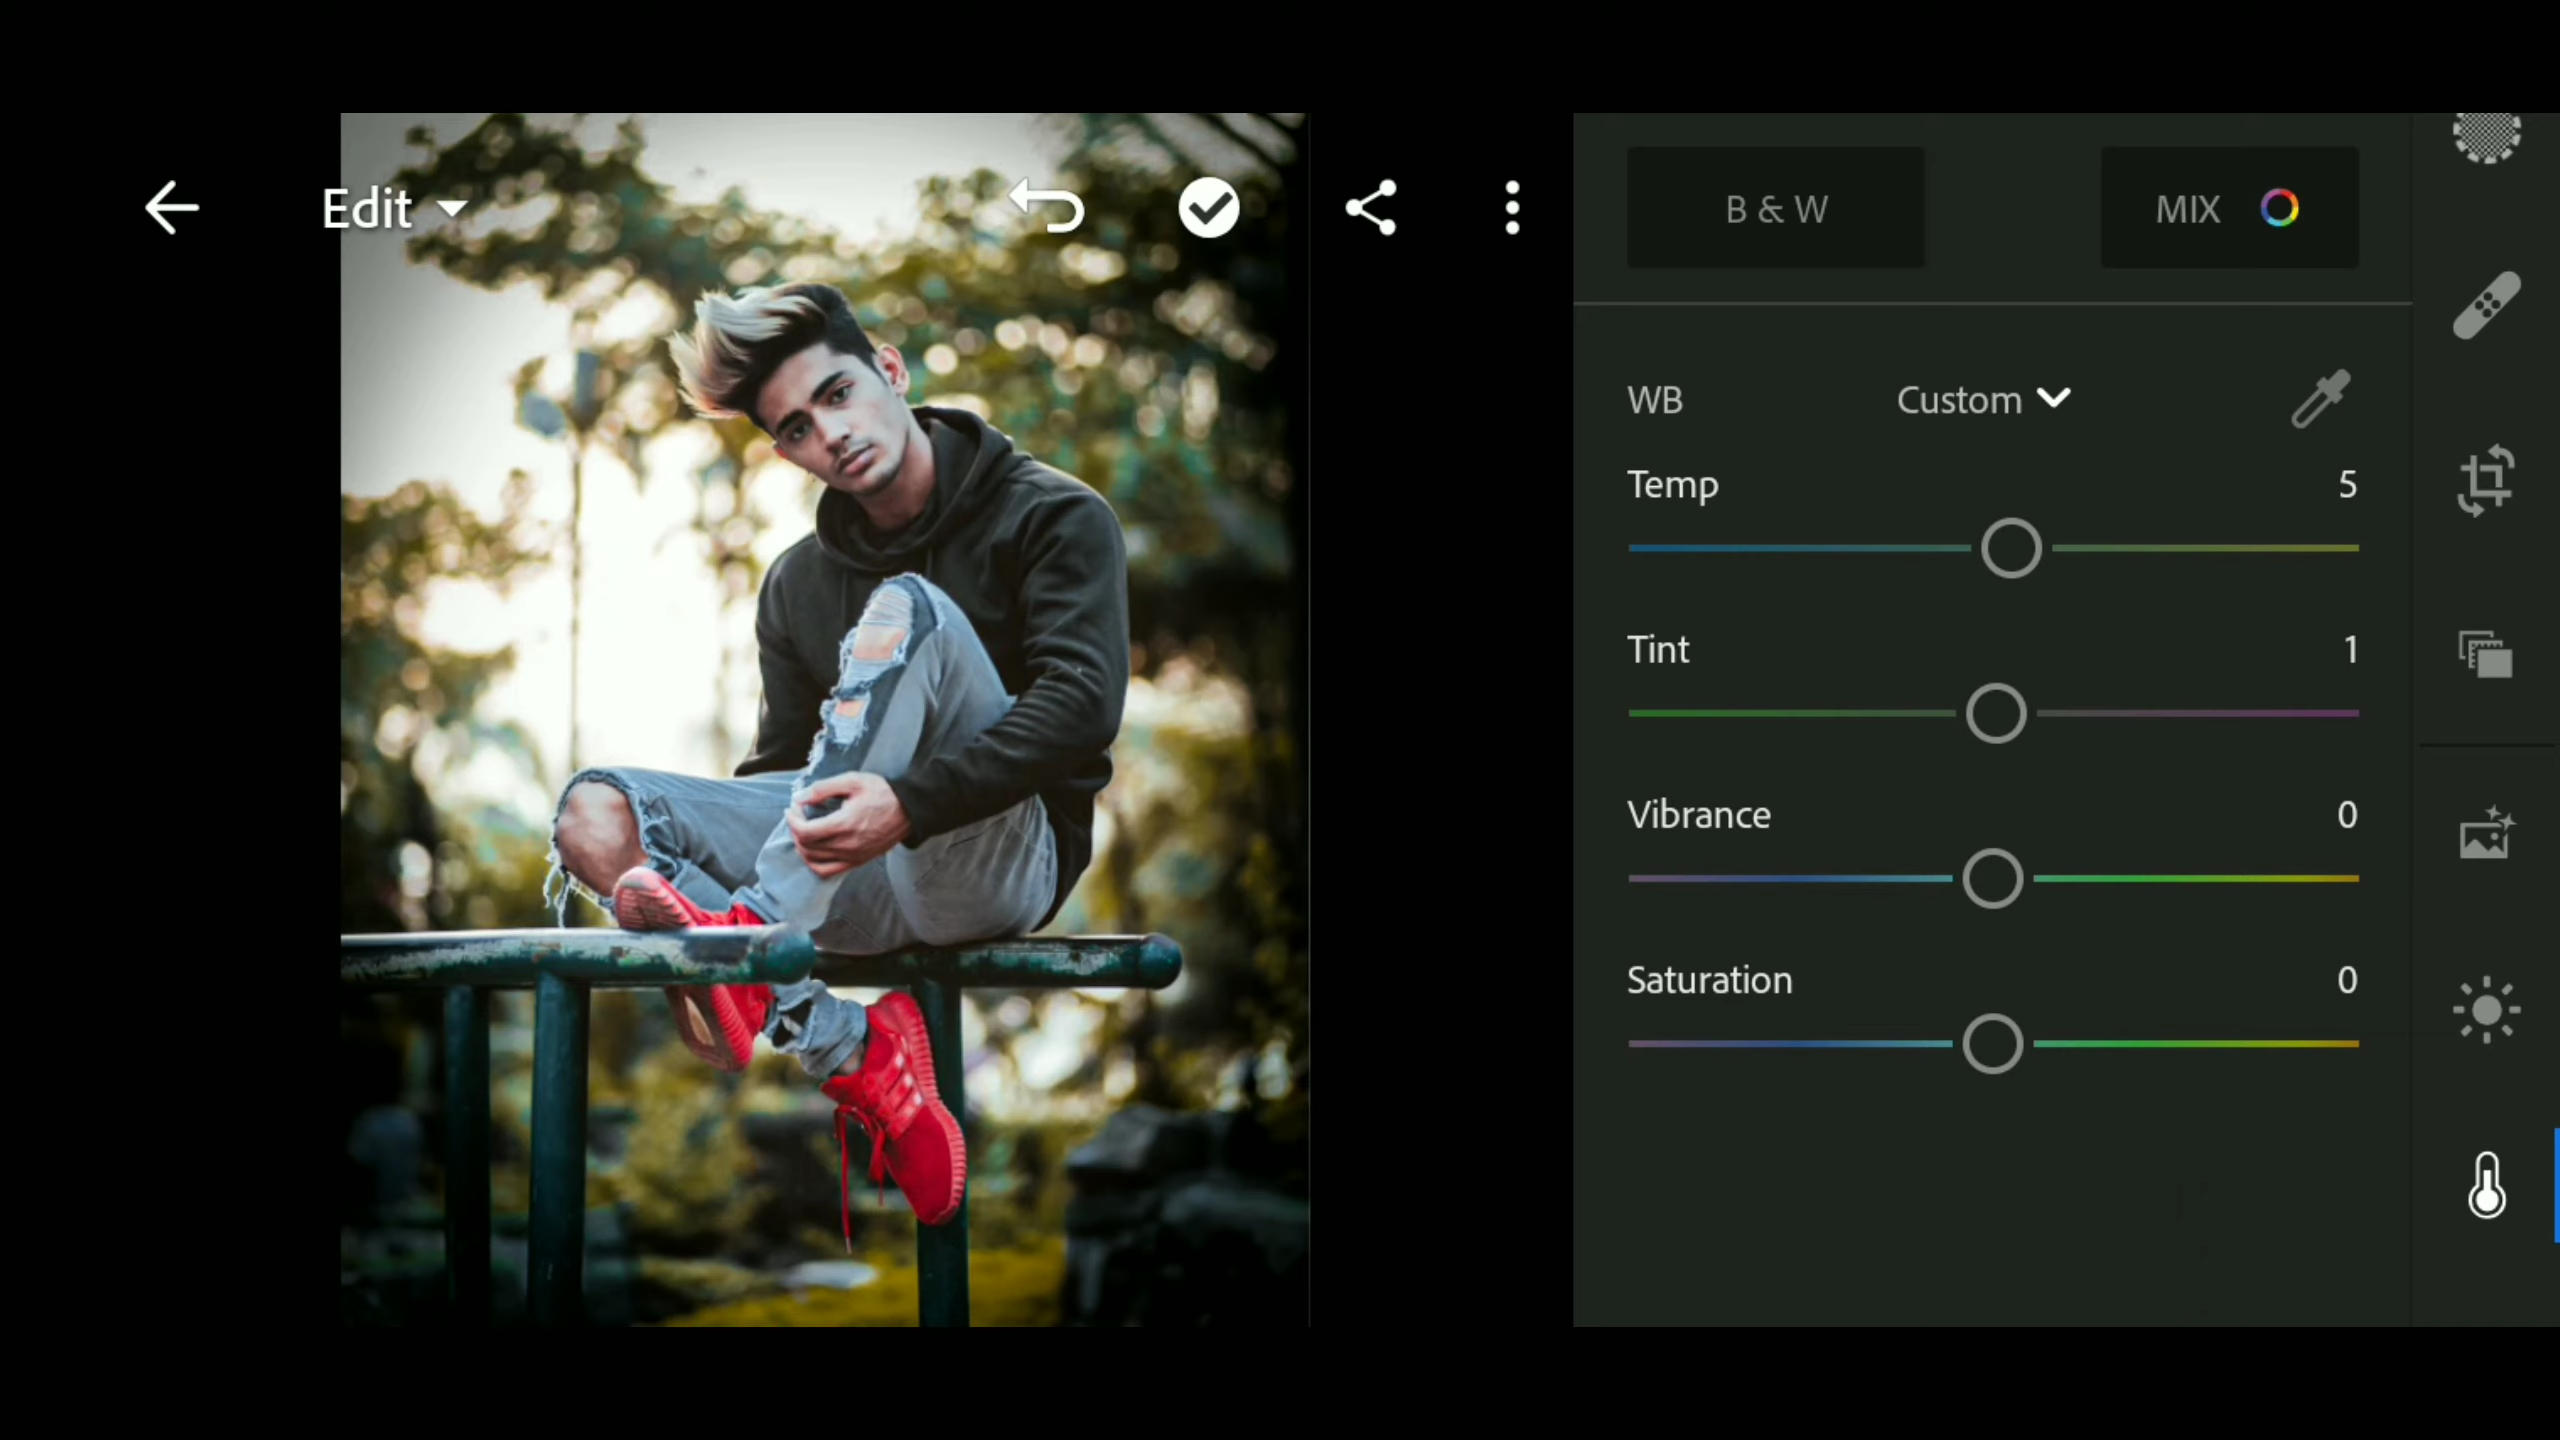 Edit
B & W
MIX
WB Custom
Temp 5
Tint 1
Vibrance 0
Saturation 0